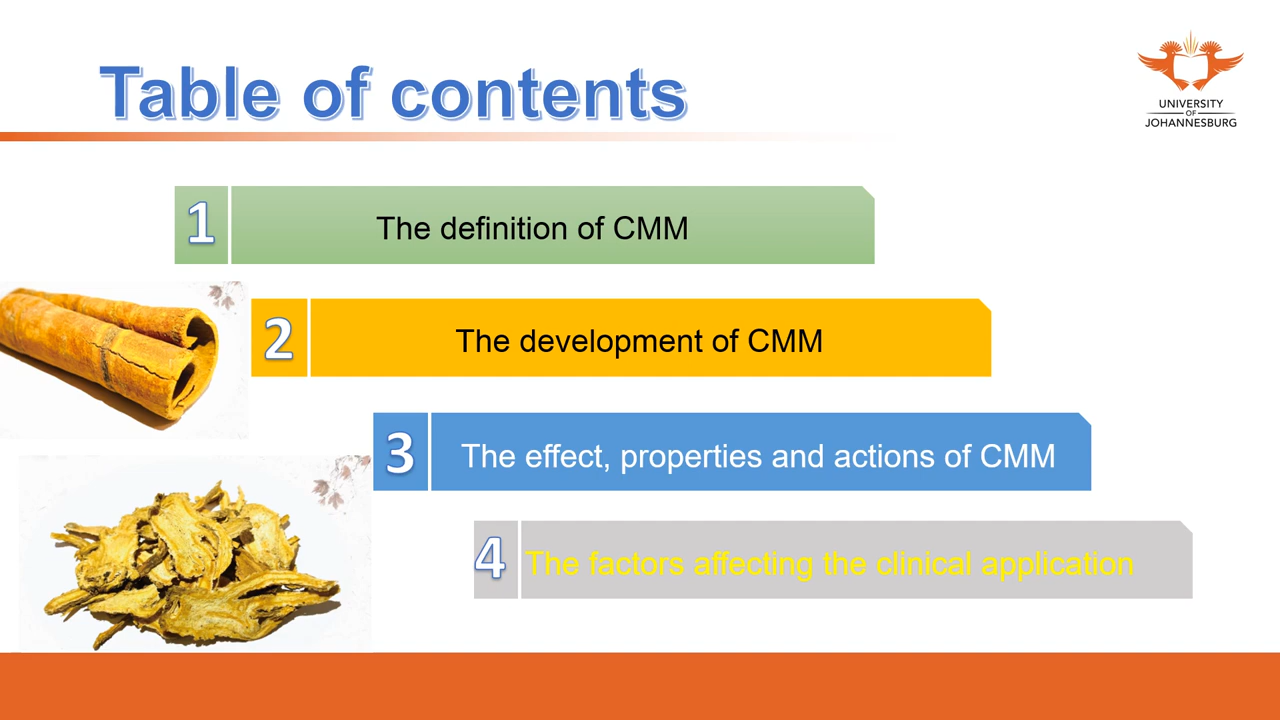 Table of contents
UNIVERSITY
OF
JOHANNESBURG
1
The definition of CMM
2
The development of CMM
3
The effect, properties and actions of CMM
4
The factors affecting the clinical application